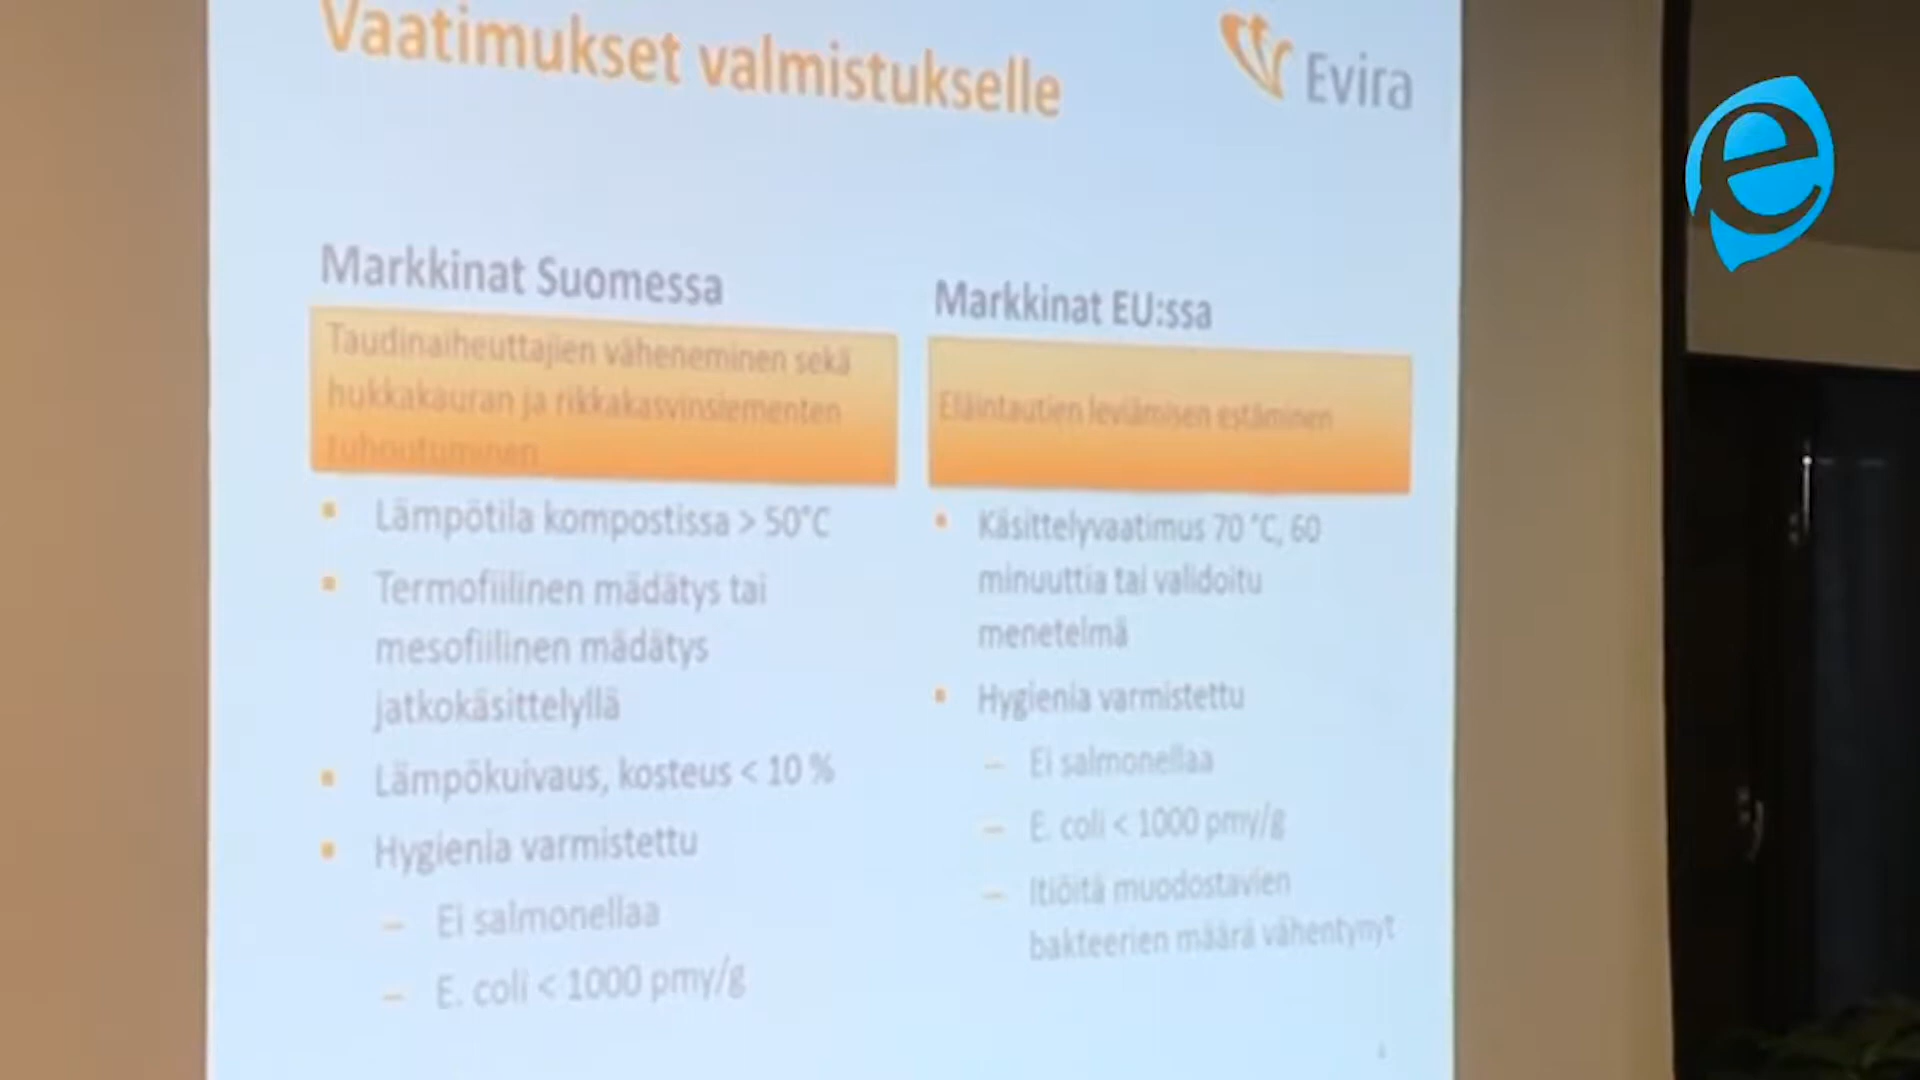 Vaatimukset valmistukselle
Evira
Markkinat Suomessa
Taudinaiheuttajien väheneminen sekä
hukkakauran ja rikkakasvinsiementen
tuhoutuminen
Lämpötila kompostissa > 50°C
Termofiilinen mädätys tai
mesofiilinen mädätys
jatkokäsittelyllä
Lämpökuivaus, kosteus < 10 %
Hygienia varmistettu
– Ei salmonellaa
– E. coli < 1000 pmy/g
Markkinat EU:ssa
Eläintautien leviämisen estäminen
Käsittelyvaatimus 70 °C, 60
minuuttia tai validoitu
menetelmä
Hygienia varmistettu
– Ei salmonellaa
– E. coli < 1000 pmy/g
– Itiöitä muodostavien
bakteerien määrä vähentynyt
e